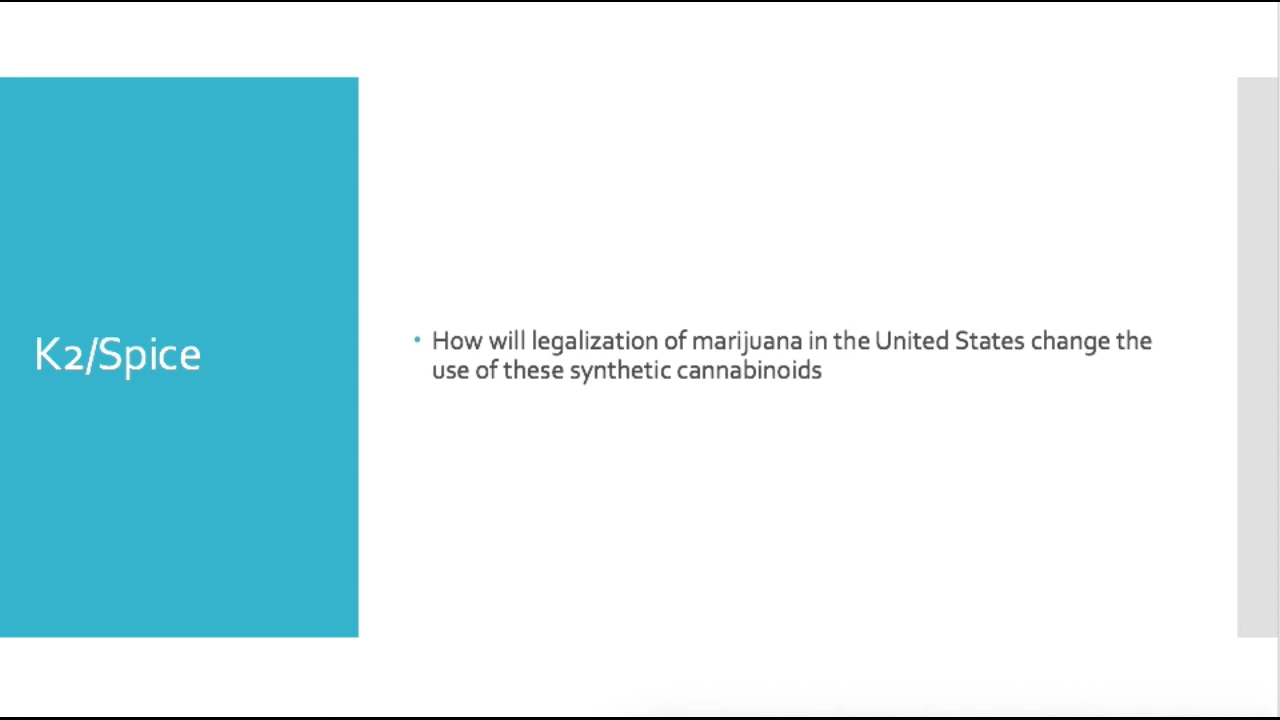 K2/Spice
• How will legalization of marijuana in the United States change the
use of these synthetic cannabinoids